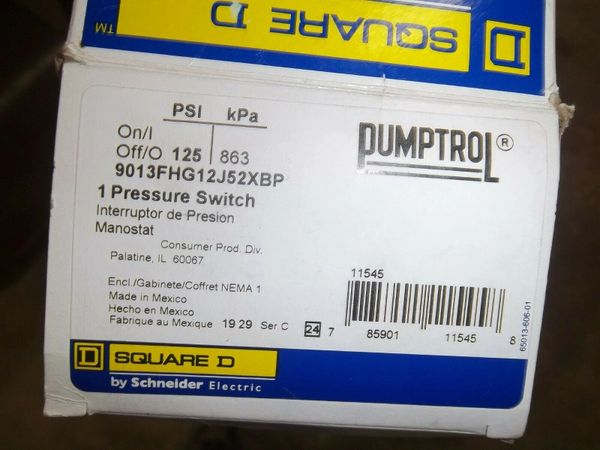 SQUARE D
D
TM
PSI kPa
On/I
Off/O 125 863
PUMPTROL®
9013FHG12J52XBP
1 Pressure Switch
Interruptor de Presion
Manostat
Consumer Prod. Div.
Palatine, IL 60067
Encl./Gabinete/Coffret NEMA 1
Made in Mexico
Hecho en Mexico
Fabrique au Mexique 19 29 Ser. C
24
11545
7 85901 11545 8
65013-606-01
D SQUARE D
by Schneider Electric